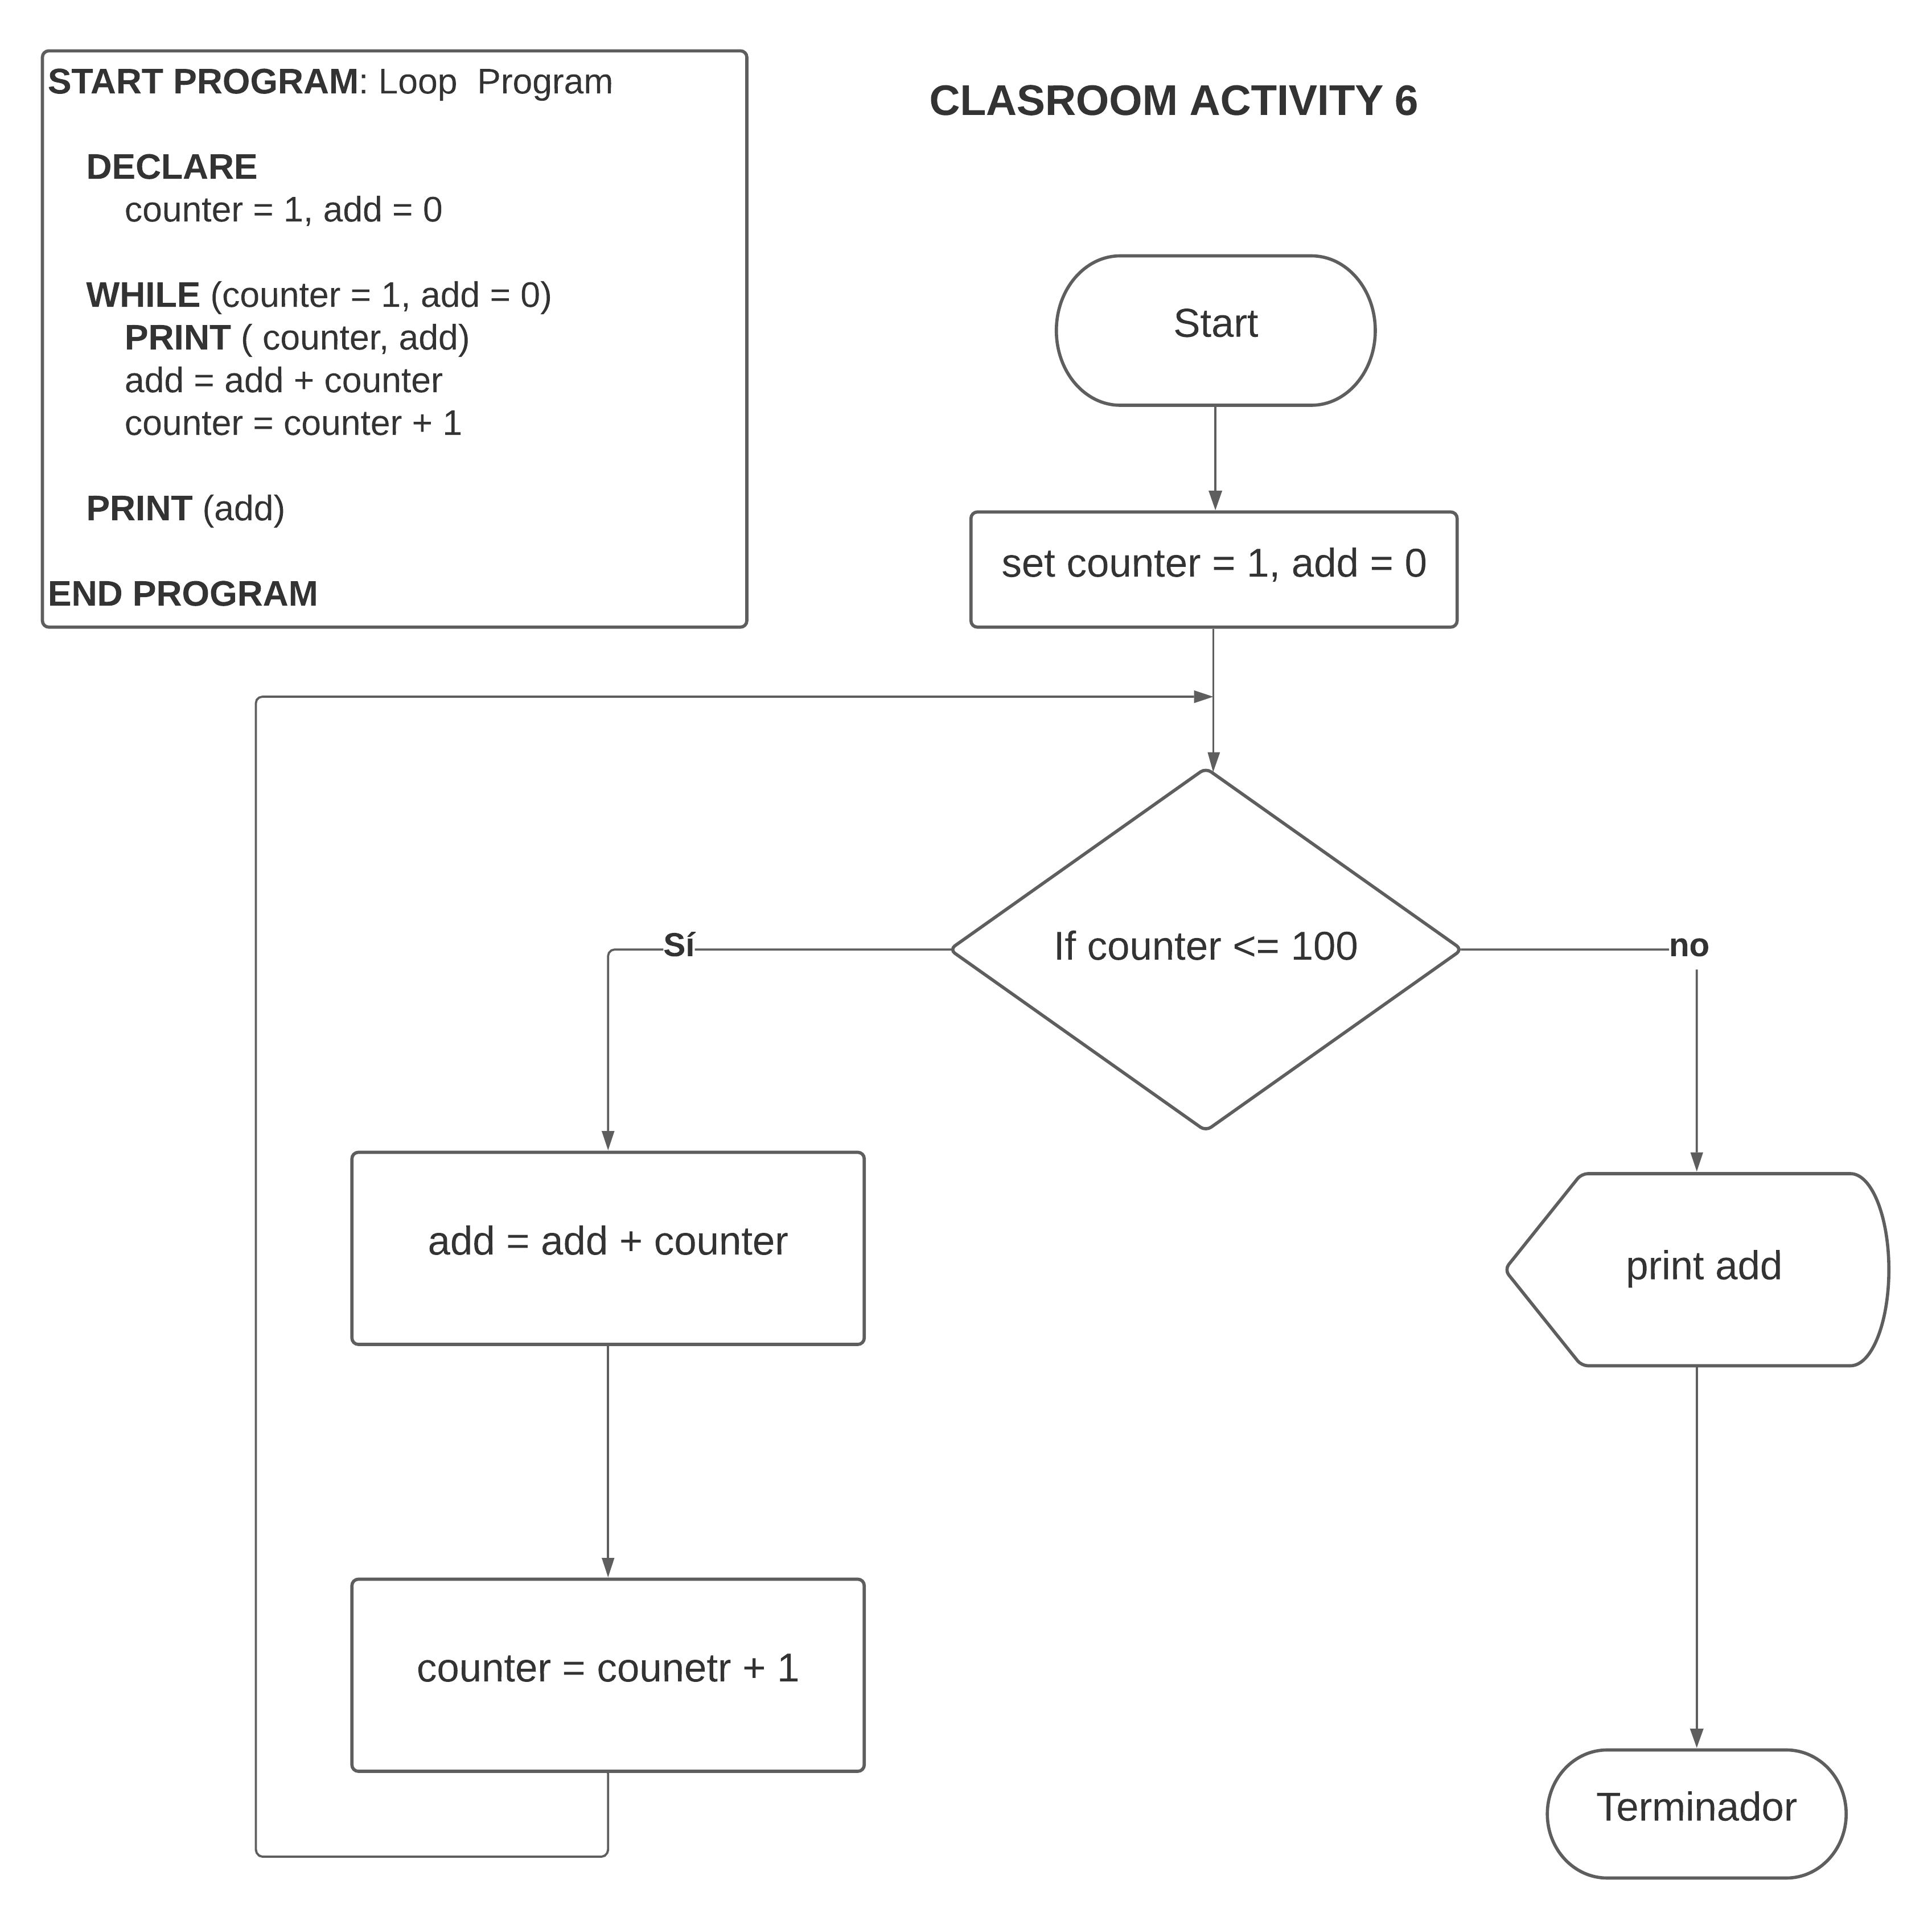 START PROGRAM: Loop  Program
DECLARE
counter = 1, add = 0
WHILE (counter = 1, add = 0)
PRINT ( counter, add)
add = add + counter
counter = counter + 1
PRINT (add)
END PROGRAM
CLASROOM ACTIVITY 6
Start
set counter = 1, add = 0
If counter <= 100
Sí
no
add = add + counter
print add
counter = counetr + 1
Terminador